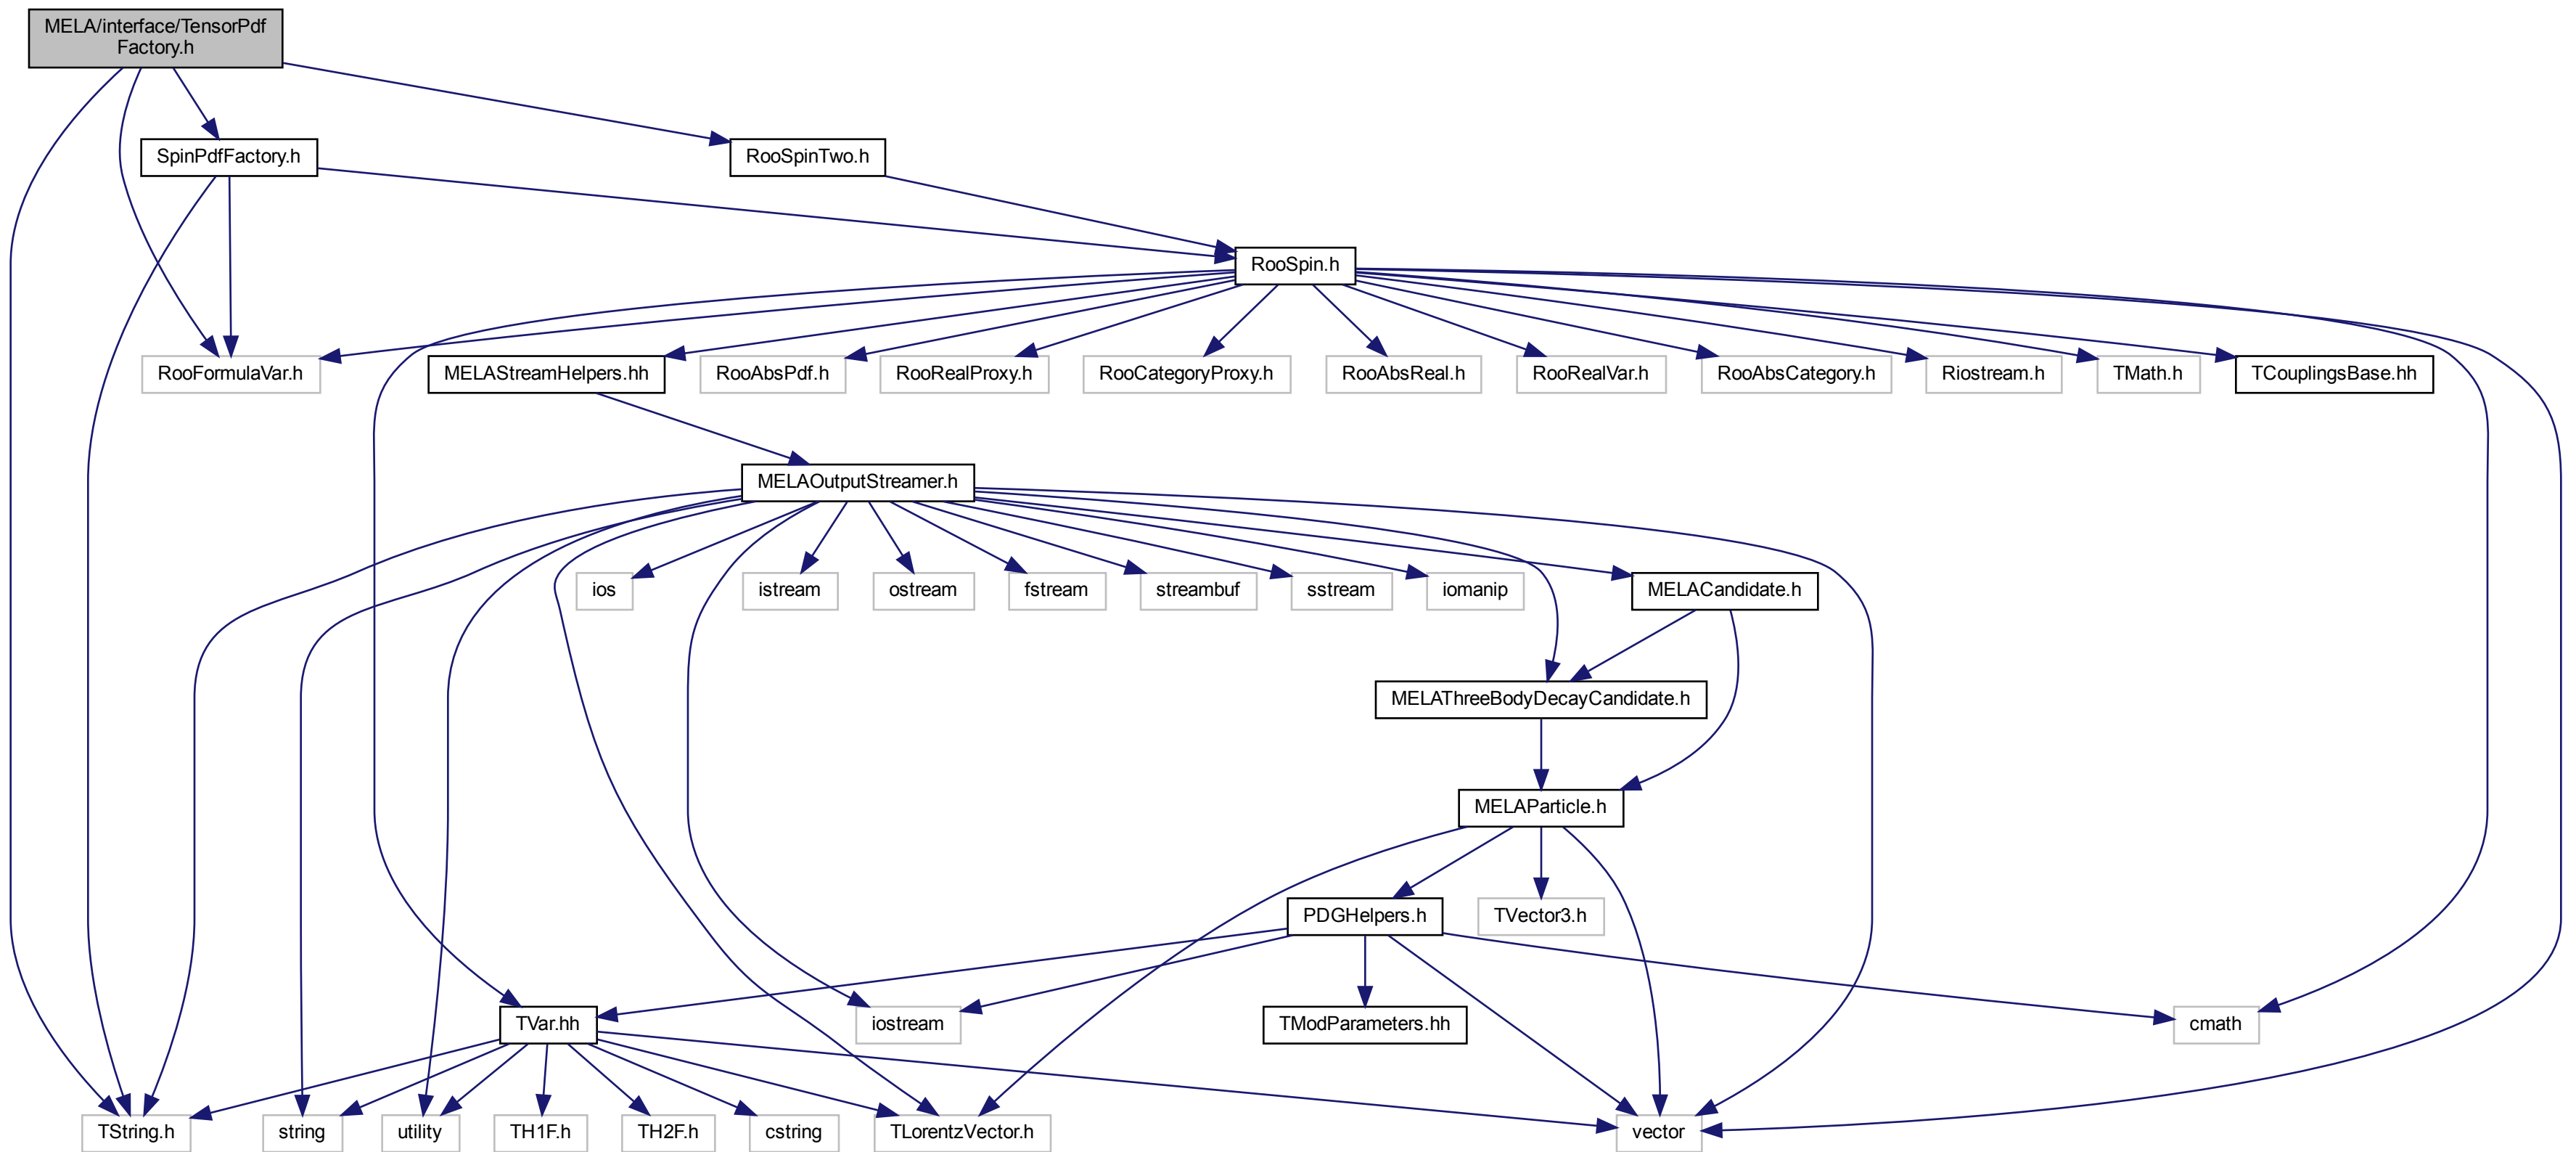 MELA/interface/TensorPdf
Factory.h
SpinPdfFactory.h
RooSpinTwo.h
RooSpin.h
RooFormulaVar.h
MELAStreamHelpers.hh
RooAbsPdf.h
RooRealProxy.h
RooCategoryProxy.h
RooAbsReal.h
RooRealVar.h
RooAbsCategory.h
Riostream.h
TMath.h
TCouplingsBase.hh
MELAOutputStreamer.h
ios
istream
ostream
fstream
streambuf
sstream
iomanip
MELACandidate.h
MELAThreeBodyDecayCandidate.h
MELAParticle.h
PDGHelpers.h
TVector3.h
TVar.hh
iostream
TModParameters.hh
cmath
TString.h
string
utility
TH1F.h
TH2F.h
cstring
TLorentzVector.h
vector